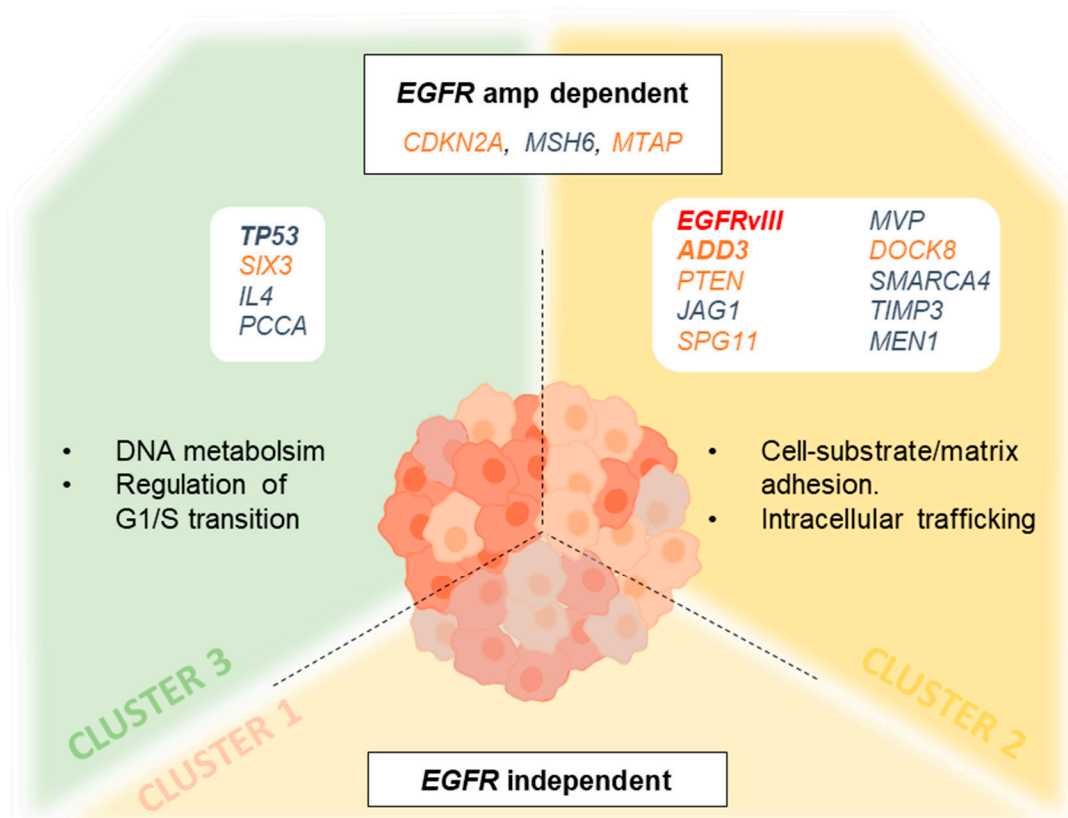 EGFR amp dependent
CDKN2A, MSH6, MTAP
TP53
SIX3
IL4
PCCA
EGFRvIII
ADD3
PTEN
JAG1
SPG11
MVP
DOCK8
SMARCA4
TIMP3
MEN1
• DNA metabolsim
• Regulation of
G1/S transition
• Cell-substrate/matrix
adhesion.
• Intracellular trafficking
CLUSTER 3
CLUSTER 1
CLUSTER 2
EGFR independent